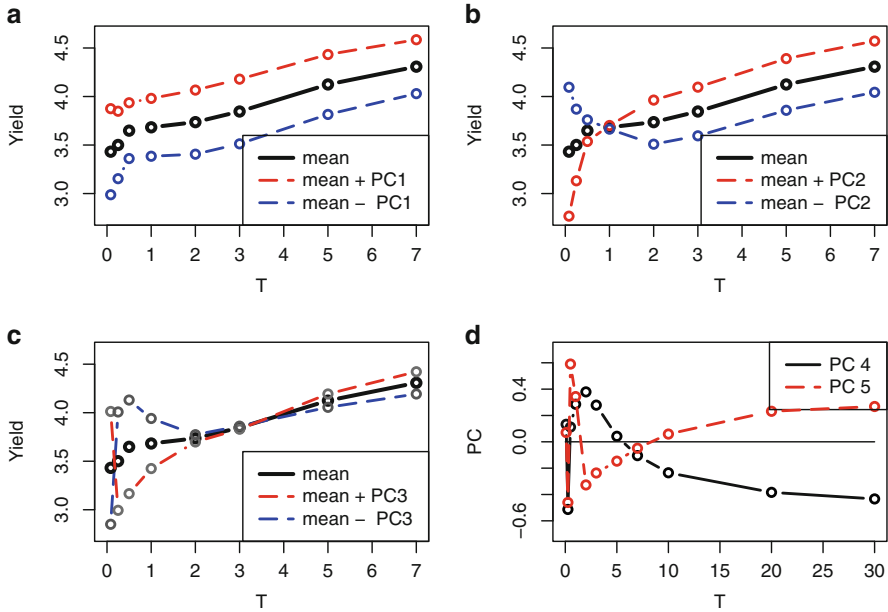 a
Yield
4.5
4.0
3.5
3.0
mean
mean + PC1
mean − PC1
0 1 2 3 4 5 6 7
T
b
Yield
4.5
4.0
3.5
3.0
mean
mean + PC2
mean − PC2
0 1 2 3 4 5 6 7
T
c
Yield
4.5
4.0
3.5
3.0
mean
mean + PC3
mean − PC3
0 1 2 3 4 5 6 7
T
d
PC
0.4
0.0
−0.6
PC 4
PC 5
0 5 10 15 20 25 30
T